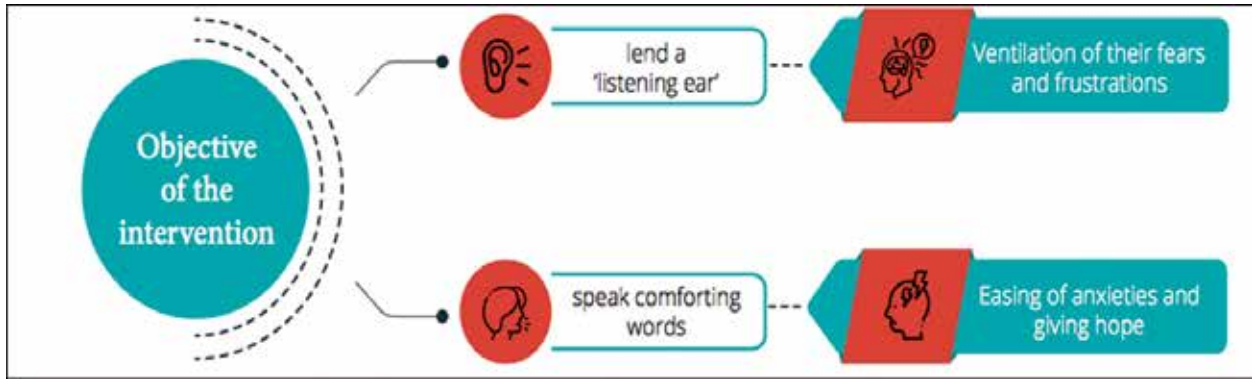 Objective
of the
intervention
lend a
'listening ear'
Ventilation of their fears
and frustrations
speak comforting
words
Easing of anxieties and
giving hope